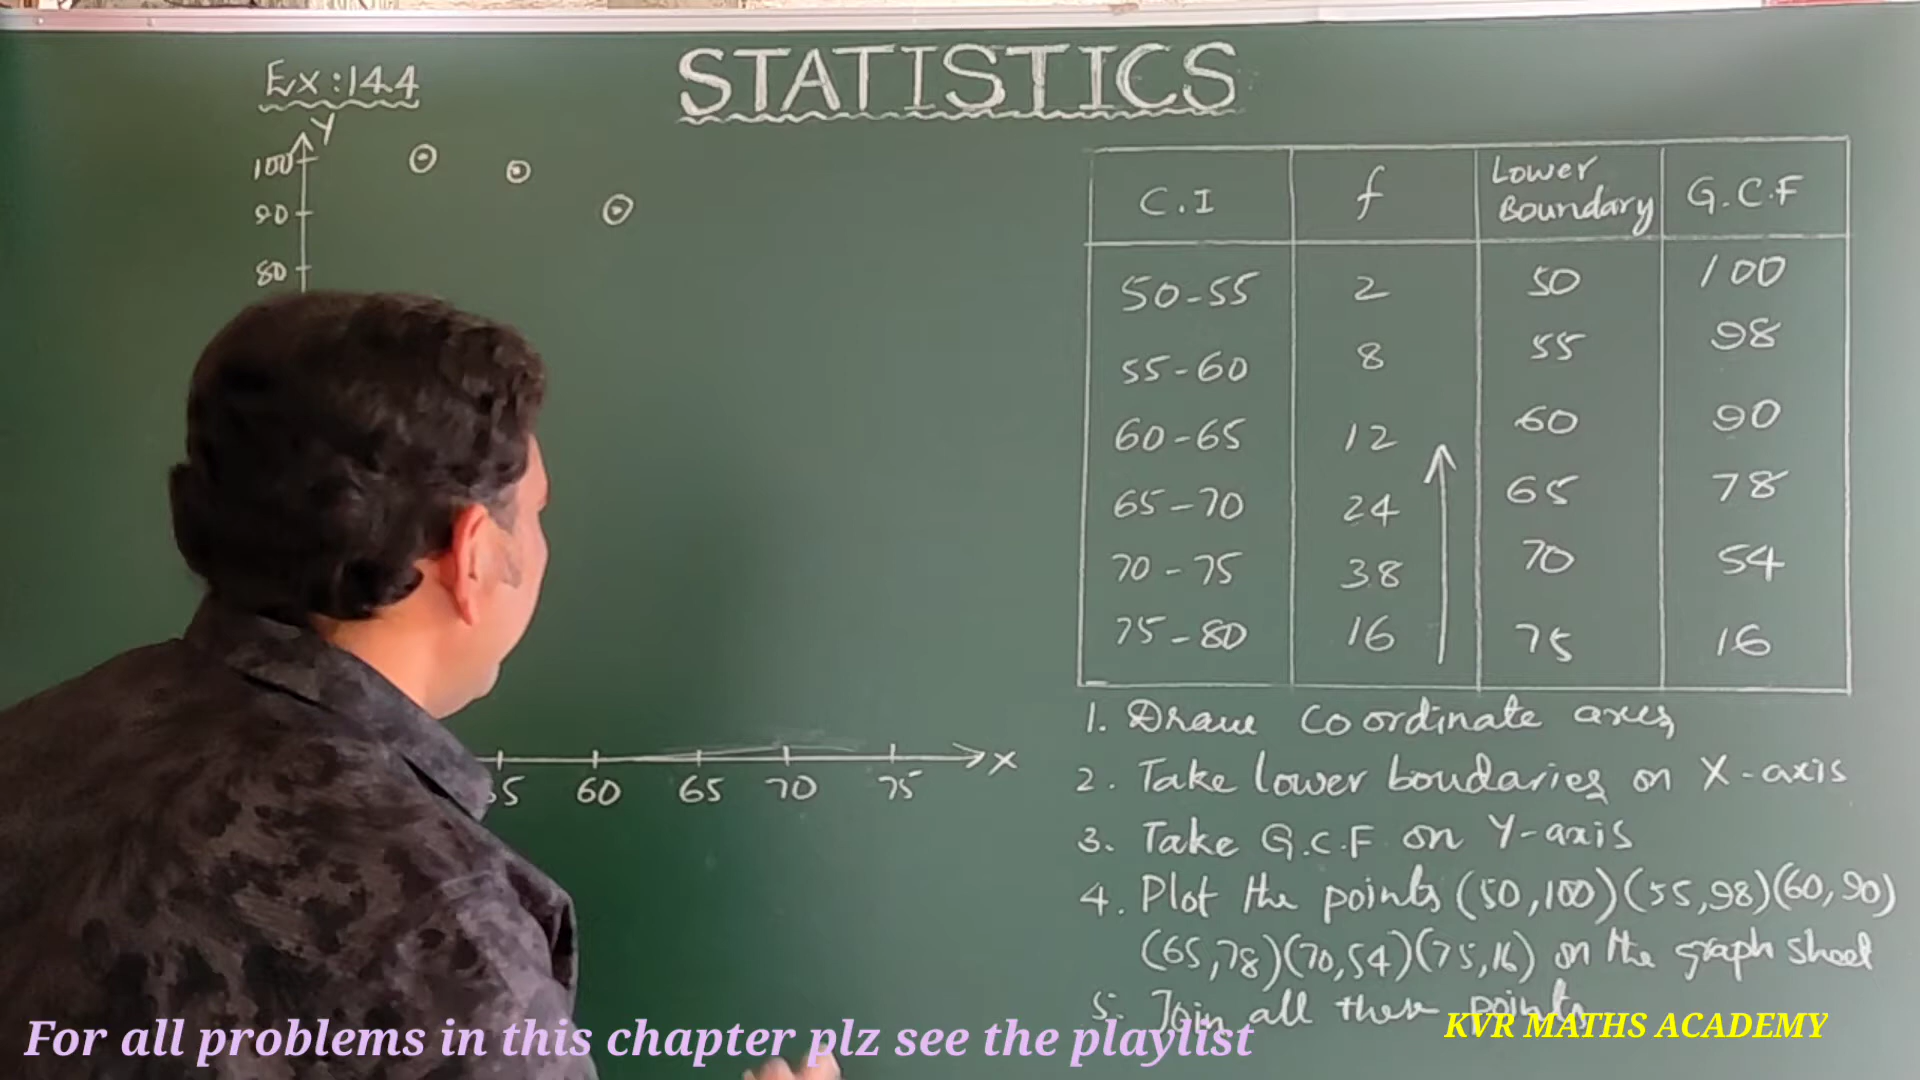 STATISTICS
Ex:14.4
Y
100
90
80
55 60 65 70 75 X
C.I f Lower Boundary G.C.F
50-55 2 50 100
55-60 8 55 98
60-65 12 60 90
65-70 24 65 78
70-75 38 70 54
75-80 16 75 16
1. Draw coordinate axes
2. Take lower boundaries on X-axis
3. Take G.C.F on Y-axis
4. Plot the points (50,100)(55,98)(60,90)
(65,78)(70,54)(75,16) on the graph sheet
5. Join all these points
For all problems in this chapter plz see the playlist
KVR MATHS ACADEMY